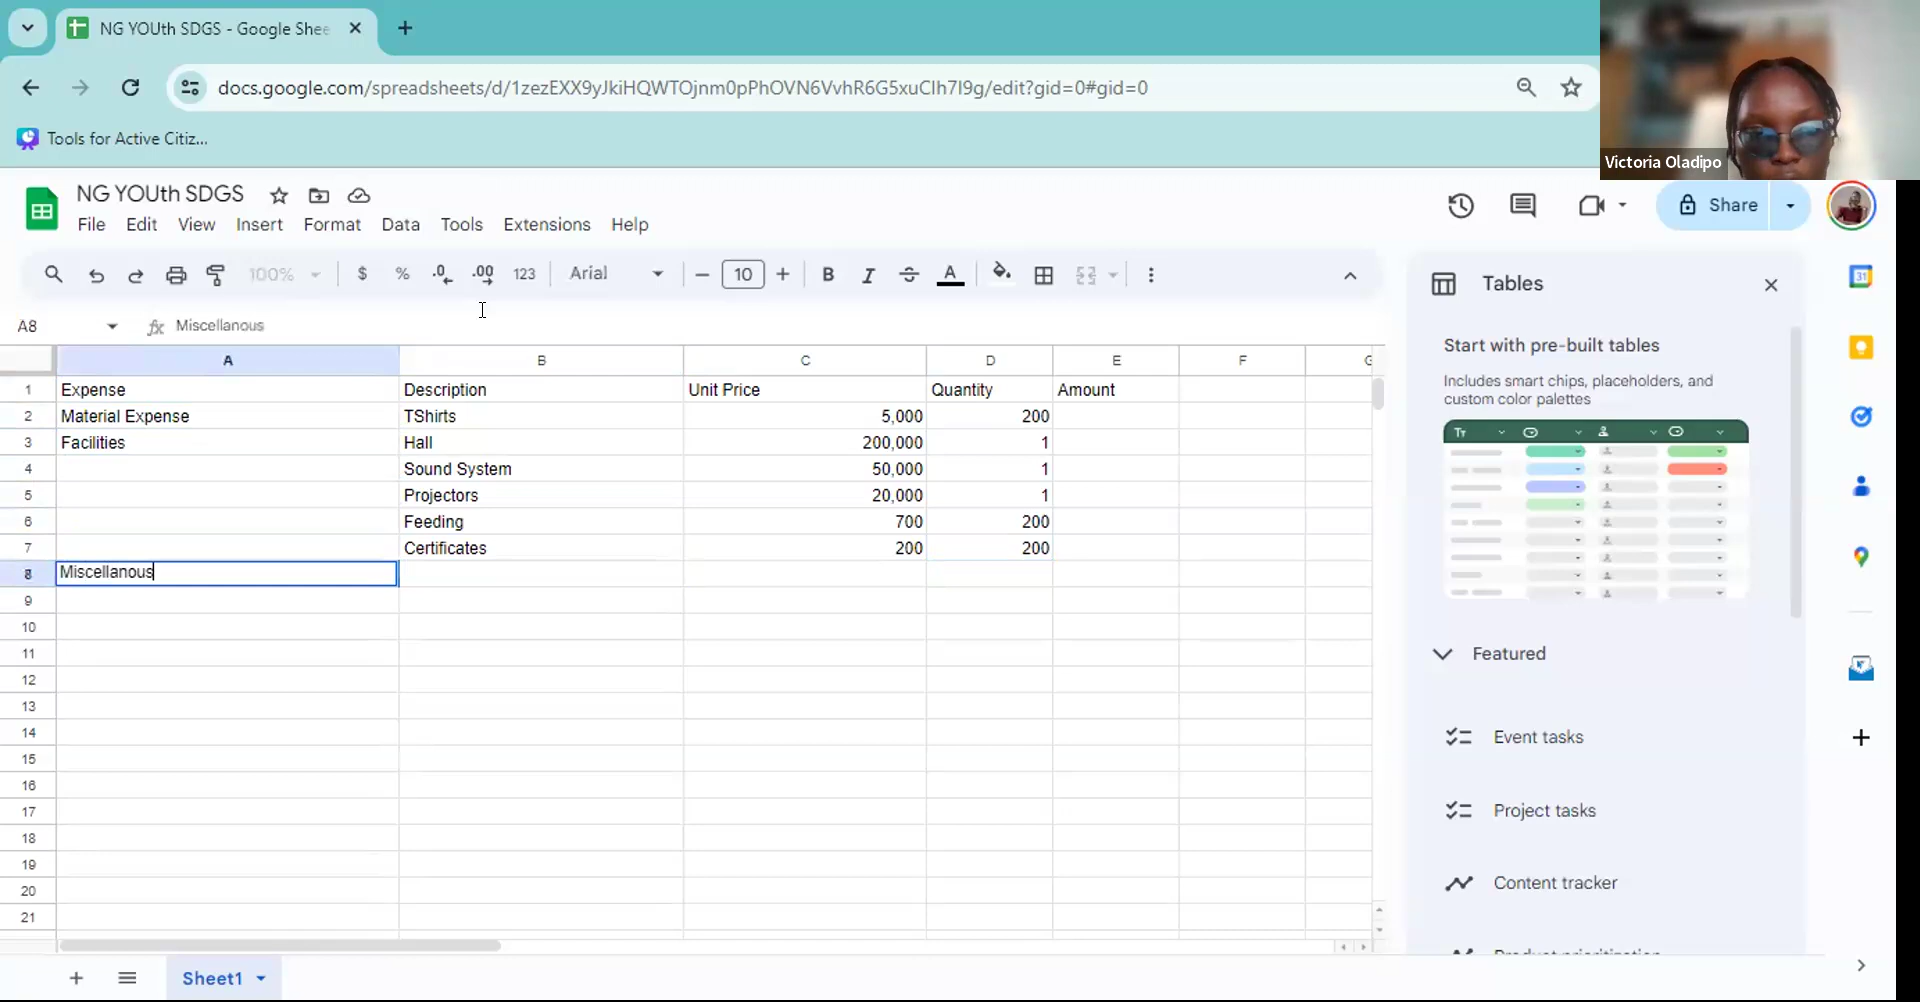 NG YOUth SDGS - Google Shee
docs.google.com/spreadsheets/d/1zezEXX9yJkiHQWTOjnm0pPhOVN6VvhR6G5xuClh7I9g/edit?gid=0#gid=0
Tools for Active Citiz...
Victoria Oladipo
NG YOUth SDGS
File Edit View Insert Format Data Tools Extensions Help
Share
100% $ % .0 .00 123 Arial 10 B I A
A8 fx Miscellanous
A B C D E F G
1 Expense Description Unit Price Quantity Amount
2 Material Expense TShirts 5,000 200
3 Facilities Hall 200,000 1
4 Sound System 50,000 1
5 Projectors 20,000 1
6 Feeding 700 200
7 Certificates 200 200
8 Miscellanous
9
10
11
12
13
14
15
16
17
18
19
20
21
Sheet1
Tables
Start with pre-built tables
Includes smart chips, placeholders, and
custom color palettes
Tт
Featured
Event tasks
Project tasks
Content tracker
Product prioritization
31